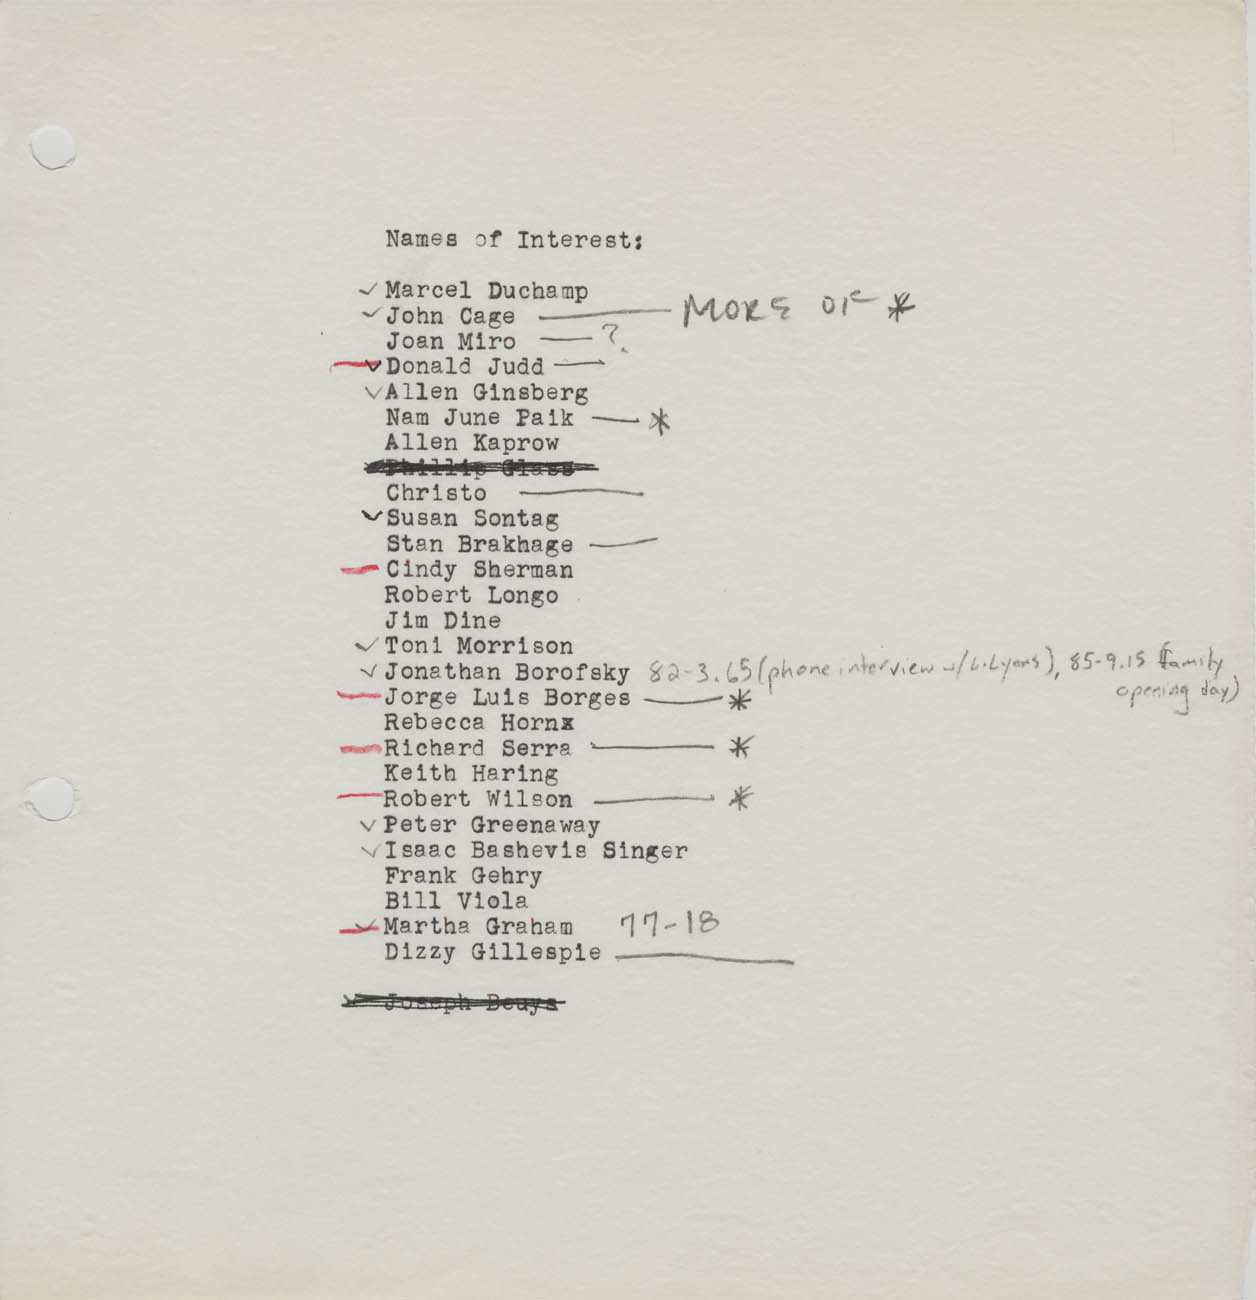 Names of Interest:
Marcel Duchamp
John Cage MORE OF *
Joan Miro ?
Donald Judd
Allen Ginsberg
Nam June Paik *
Allen Kaprow
Phillip Glass
Christo
Susan Sontag
Stan Brakhage
Cindy Sherman
Robert Longo
Jim Dine
Toni Morrison
Jonathan Borofsky 82-3.65 (phone interview w/ L. Lyons), 85-9.15 family
opening day)
Jorge Luis Borges *
Rebecca Hornx
Richard Serra *
Keith Haring
Robert Wilson *
Peter Greenaway
Isaac Bashevis Singer
Frank Gehry
Bill Viola
Martha Graham 77-18
Dizzy Gillespie
Joseph Beuys